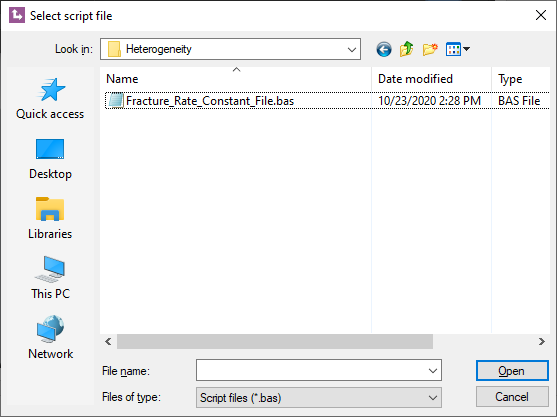 Select script file
Look in: Heterogeneity
Name Date modified Type
Fracture_Rate_Constant_File.bas 10/23/2020 2:28 PM BAS File
Quick access
Desktop
Libraries
This PC
Network
File name: Open
Files of type: Script files (*.bas) Cancel